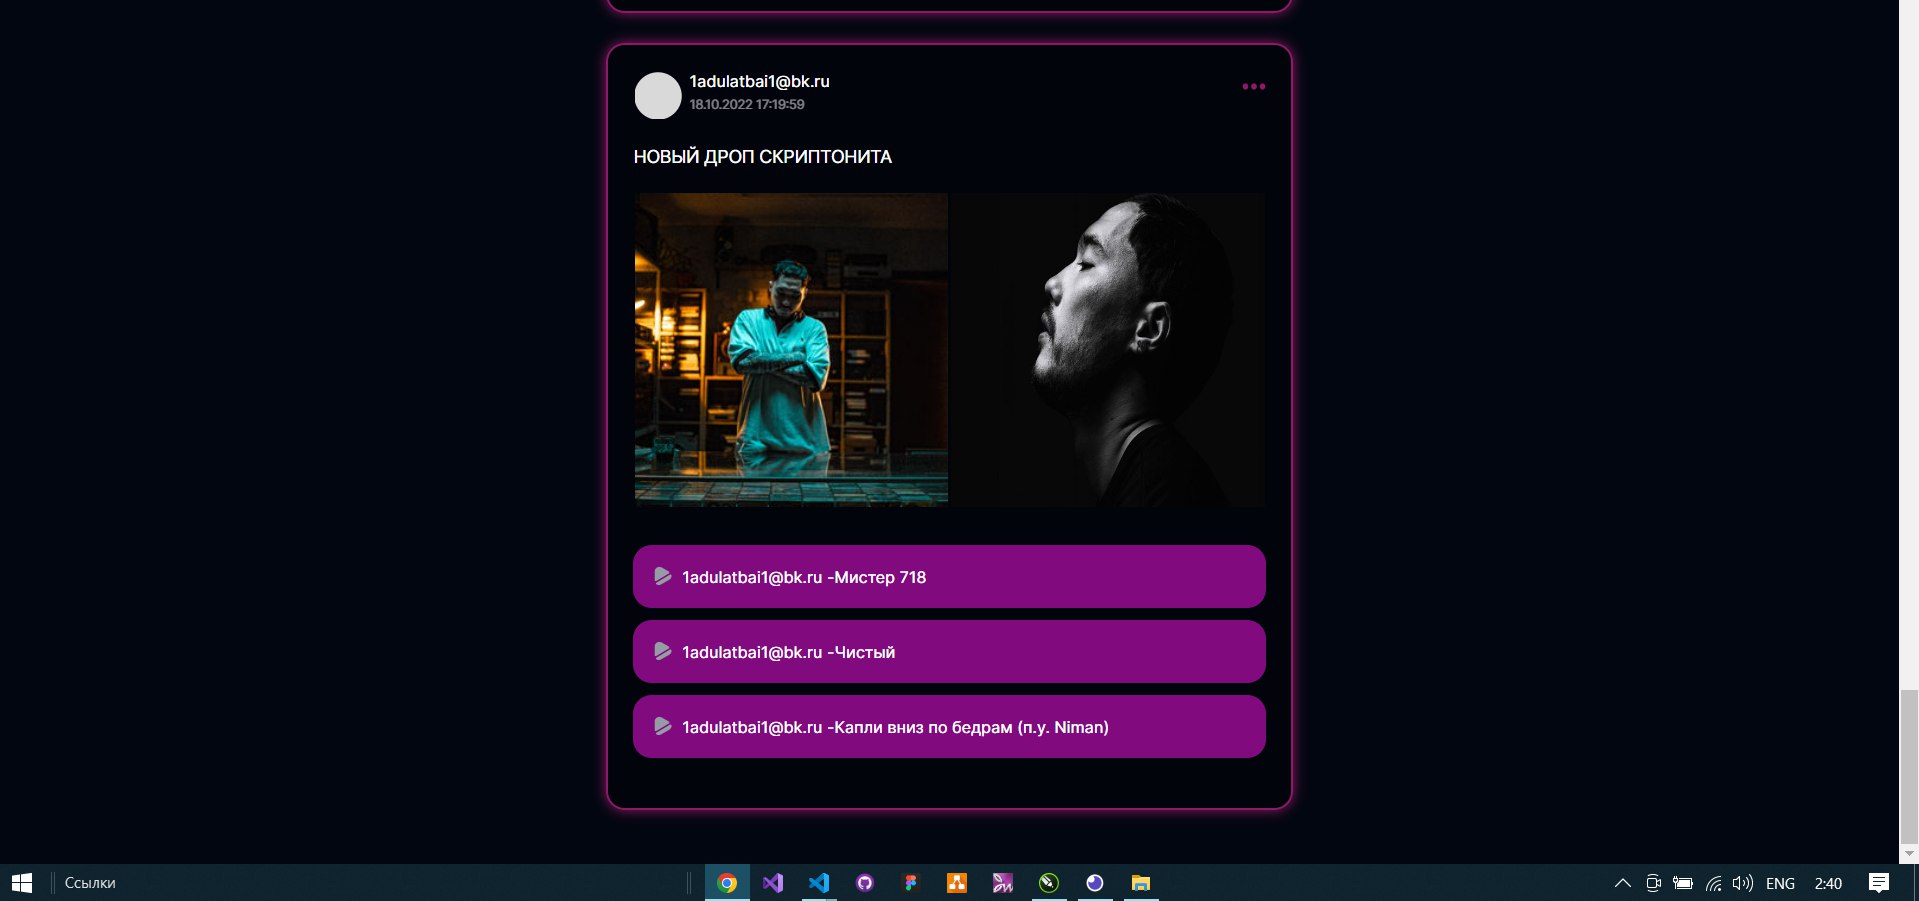 1adulatbai1@bk.ru
18.10.2022 17:19:59
НОВЫЙ ДРОП СКРИПТОНИТА
1adulatbai1@bk.ru -Мистер 718
1adulatbai1@bk.ru -Чистый
1adulatbai1@bk.ru -Капли вниз по бедрам (п.у. Niman)
Ссылки
ENG
2:40